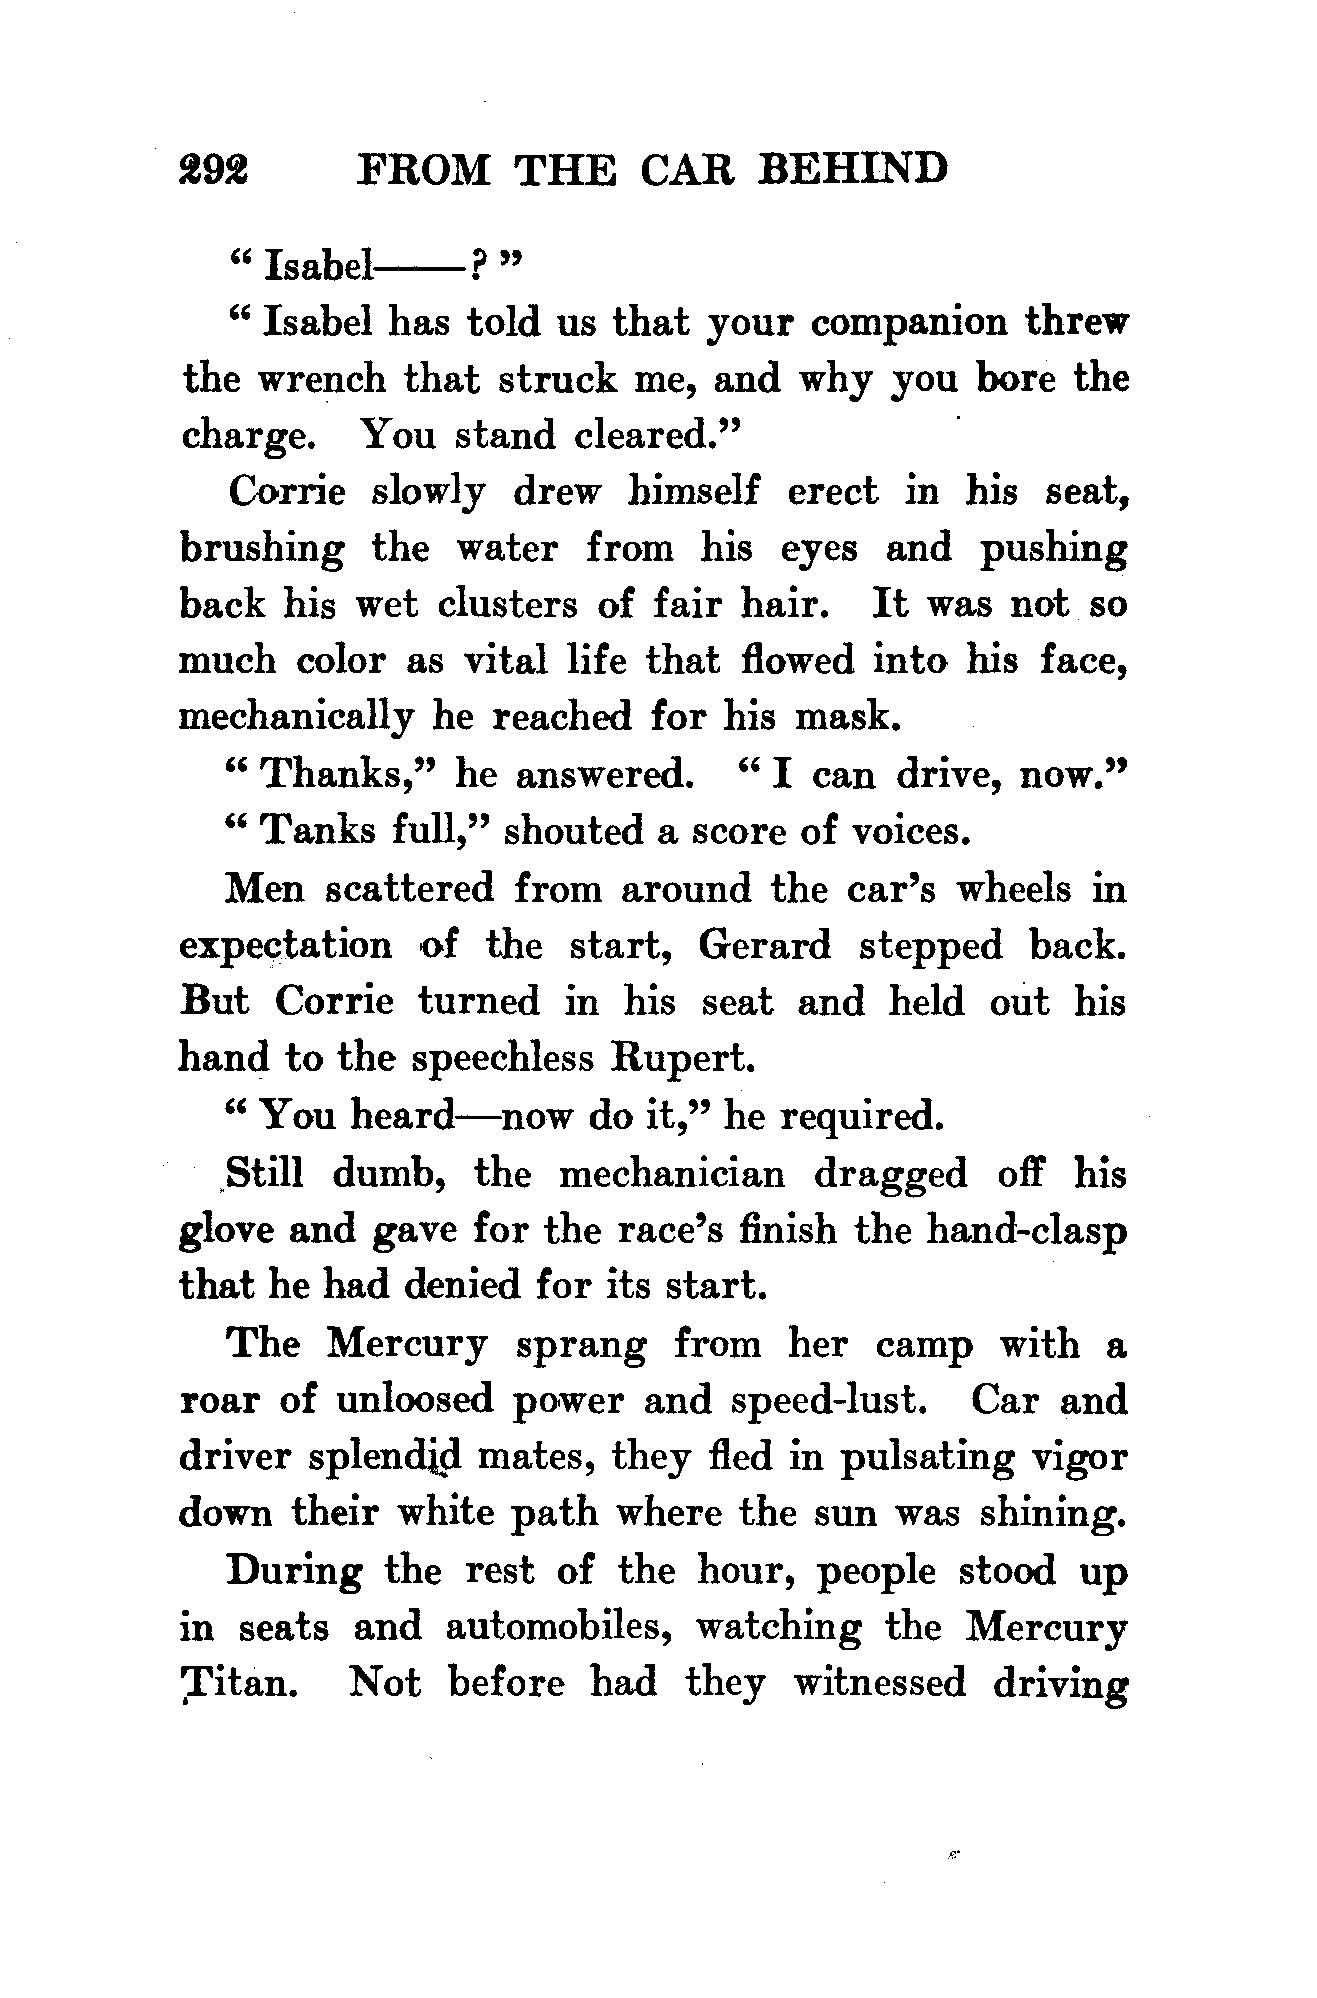 292 FROM THE CAR BEHIND
“ Isabel——? ”
“ Isabel has told us that your companion threw
the wrench that struck me, and why you bore the
charge. You stand cleared.”
Corrie slowly drew himself erect in his seat,
brushing the water from his eyes and pushing
back his wet clusters of fair hair. It was not so
much color as vital life that flowed into his face,
mechanically he reached for his mask.
“ Thanks,” he answered. “ I can drive, now.”
“ Tanks full,” shouted a score of voices.
Men scattered from around the car’s wheels in
expectation of the start, Gerard stepped back.
But Corrie turned in his seat and held out his
hand to the speechless Rupert.
“ You heard—now do it,” he required.
Still dumb, the mechanician dragged off his
glove and gave for the race’s finish the hand-clasp
that he had denied for its start.
The Mercury sprang from her camp with a
roar of unloosed power and speed-lust. Car and
driver splendid mates, they fled in pulsating vigor
down their white path where the sun was shining.
During the rest of the hour, people stood up
in seats and automobiles, watching the Mercury
Titan. Not before had they witnessed driving